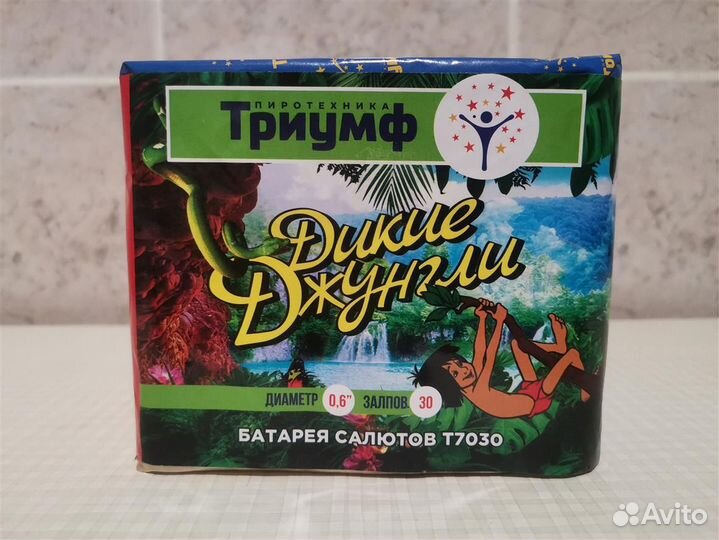 ПИРОТЕХНИКА
Триумф
Дикие
Джунгли
ДИАМЕТР 0,6" ЗАЛПОВ 30
БАТАРЕЯ САЛЮТОВ Т7030
Avito